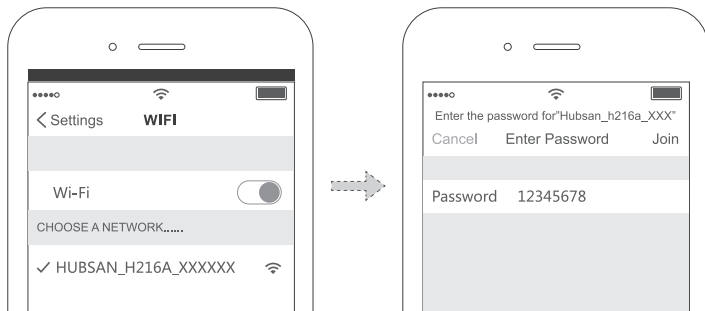 Settings WIFI
Wi-Fi
CHOOSE A NETWORK......
HUBSAN_H216A_XXXXXX
Enter the password for"Hubsan_h216a_XXX"
Cancel Enter Password Join
Password 12345678